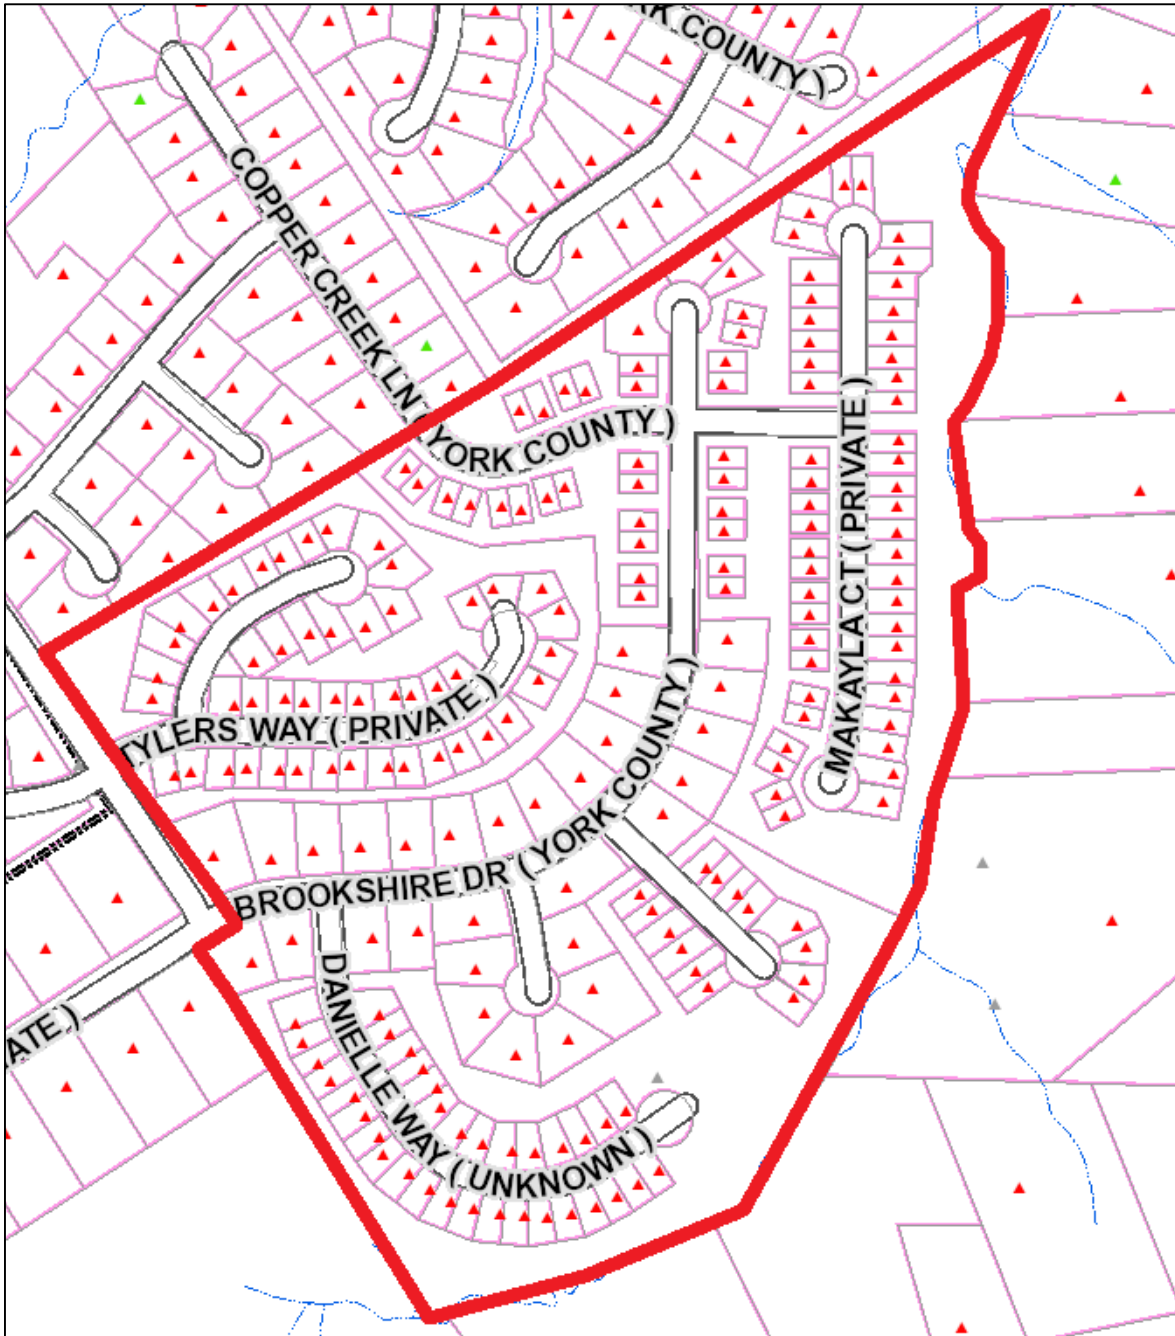 RK COUNTY )
COPPER CREEK LN ( YORK COUNTY )
MAKAYLA CT ( PRIVATE )
TYLERS WAY ( PRIVATE )
BROOKSHIRE DR ( YORK COUNTY )
DANIELLE WAY ( UNKNOWN )
ATE )